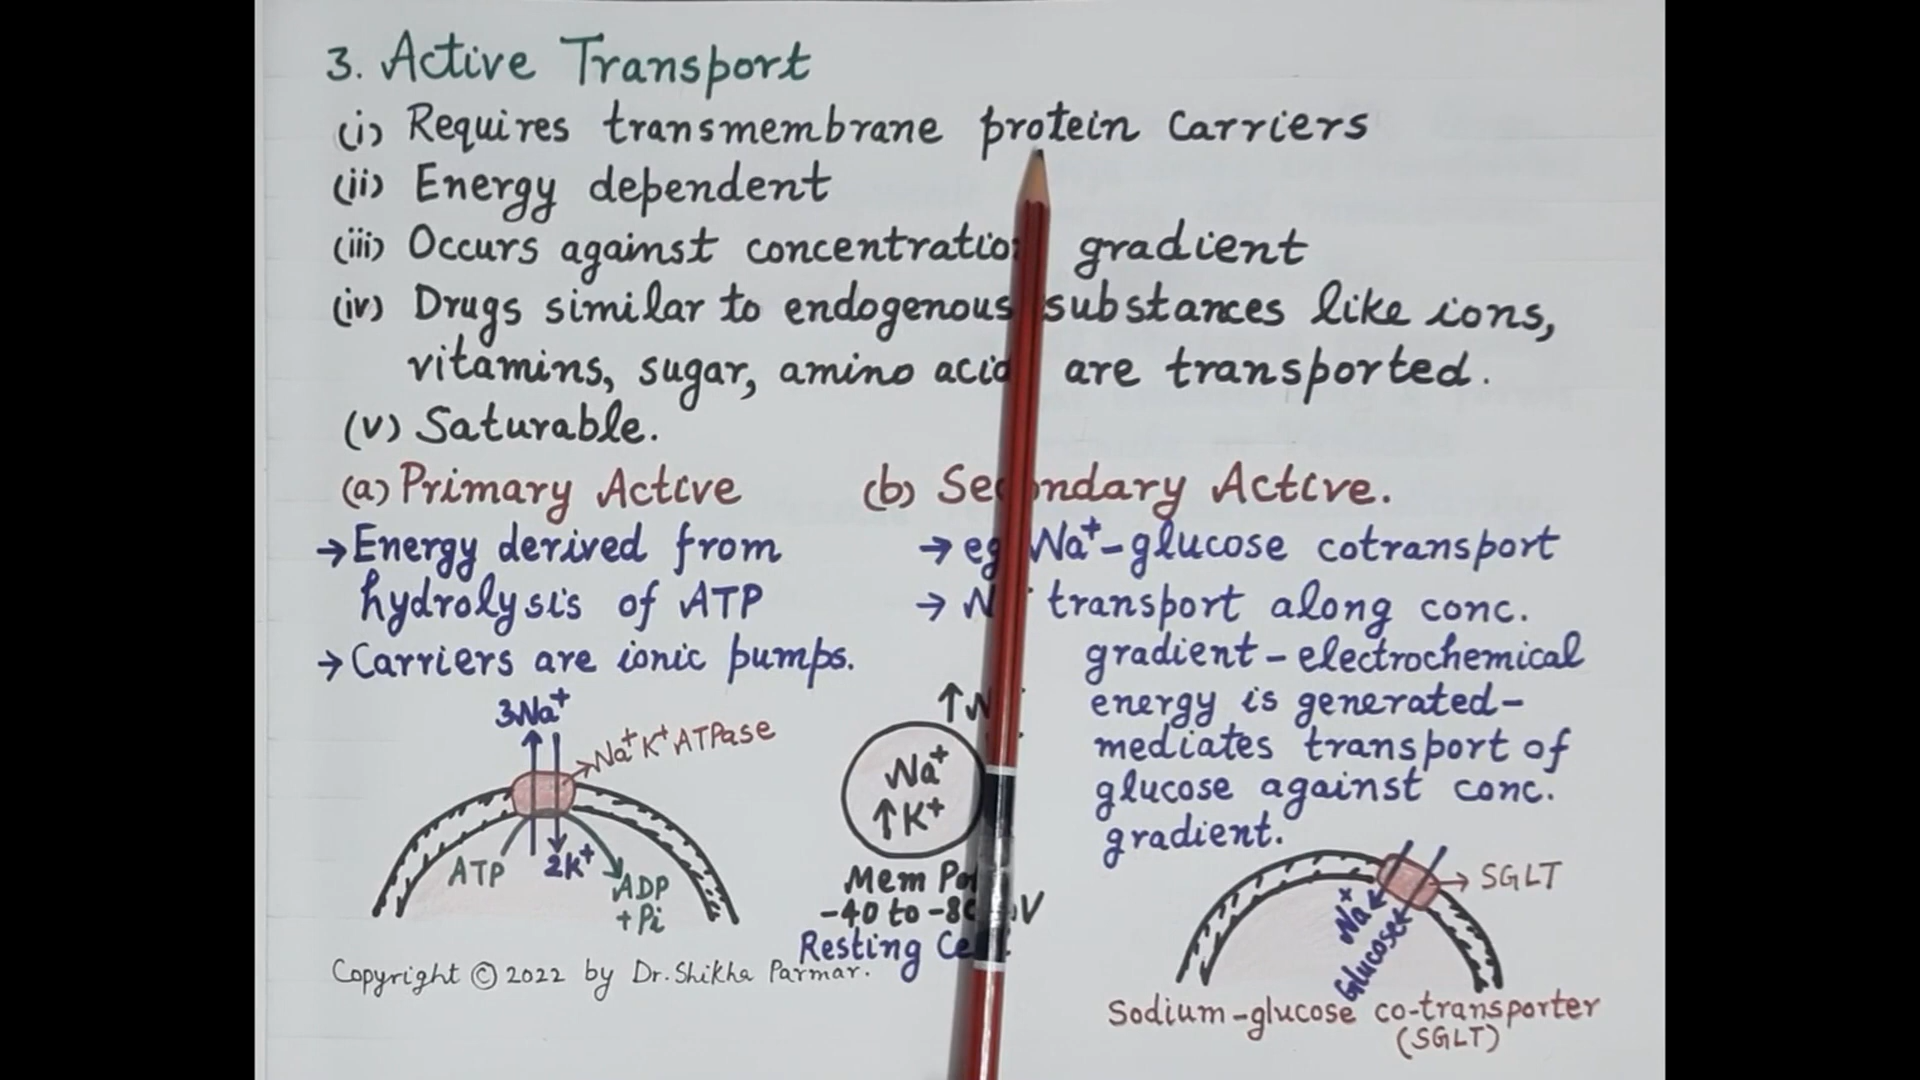 3. Active Transport
(i) Requires transmembrane protein carriers
(ii) Energy dependent
(iii) Occurs against concentration gradient
(iv) Drugs similar to endogenous substances like ions,
vitamins, sugar, amino acid are transported.
(v) Saturable.
(a) Primary Active
→ Energy derived from
hydrolysis of ATP
→ Carriers are ionic pumps.
3Na⁺
Na⁺K⁺ATPase
ATP
2K⁺
ADP
+ Pi
(b) Secondary Active.
→ eg Na⁺-glucose cotransport
→ transport along conc.
gradient - electrochemical
energy is generated-
mediates transport of
glucose against conc.
gradient.
Na⁺
↑K⁺
Mem
-40 to
Resting
SGLT
Na⁺
Glucose
Sodium-glucose co-transporter
(SGLT)
Copyright © 2022 by Dr. Shikha Parmar.